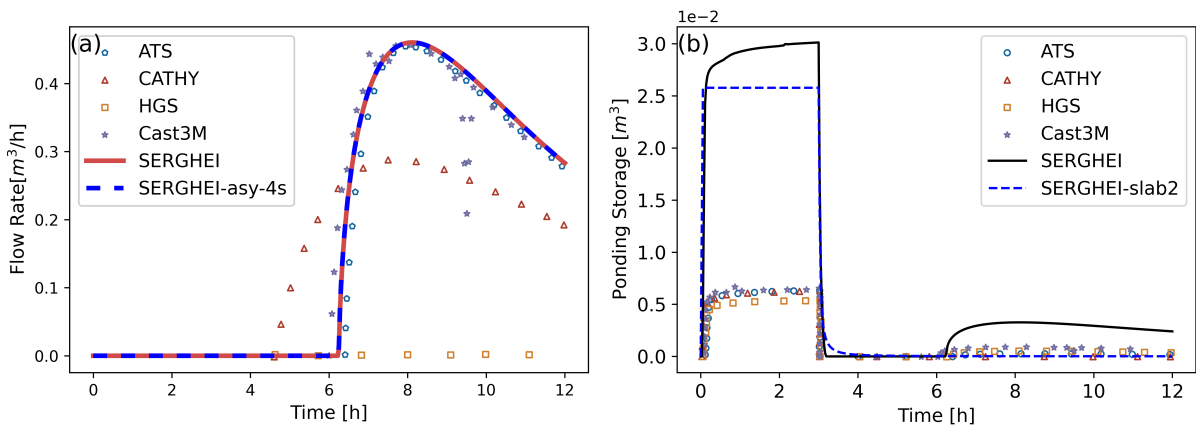 (a)
ATS
CATHY
HGS
Cast3M
SERGHEI
SERGHEI-asy-4s
Flow Rate[m³/h]
0.4
0.3
0.2
0.1
0.0
0 2 4 6 8 10 12
Time [h]
1e−2
(b)
ATS
CATHY
HGS
Cast3M
SERGHEI
SERGHEI-slab2
Ponding Storage [m³]
3.0
2.5
2.0
1.5
1.0
0.5
0.0
0 2 4 6 8 10 12
Time [h]